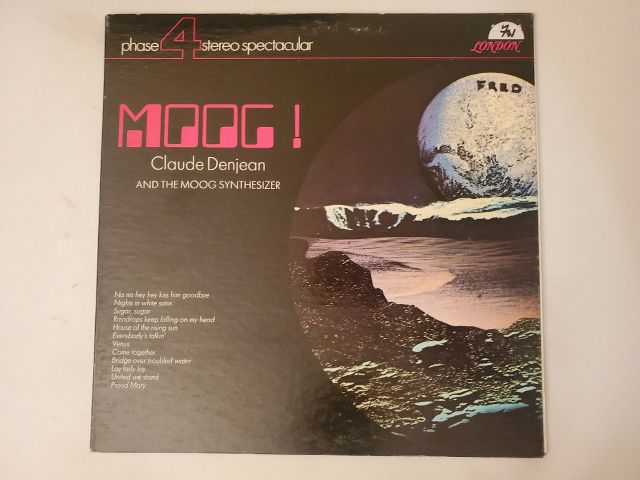 phase 4 stereo spectacular
LONDON
FRED
MOOG!
Claude Denjean
AND THE MOOG SYNTHESIZER
Na na hey hey kiss him goodbye
Nights in white satin
Sugar, sugar
Raindrops keep falling on my head
House of the rising sun
Everybody's talkin'
Venus
Come together
Bridge over troubled water
Lay lady lay
United we stand
Proud Mary